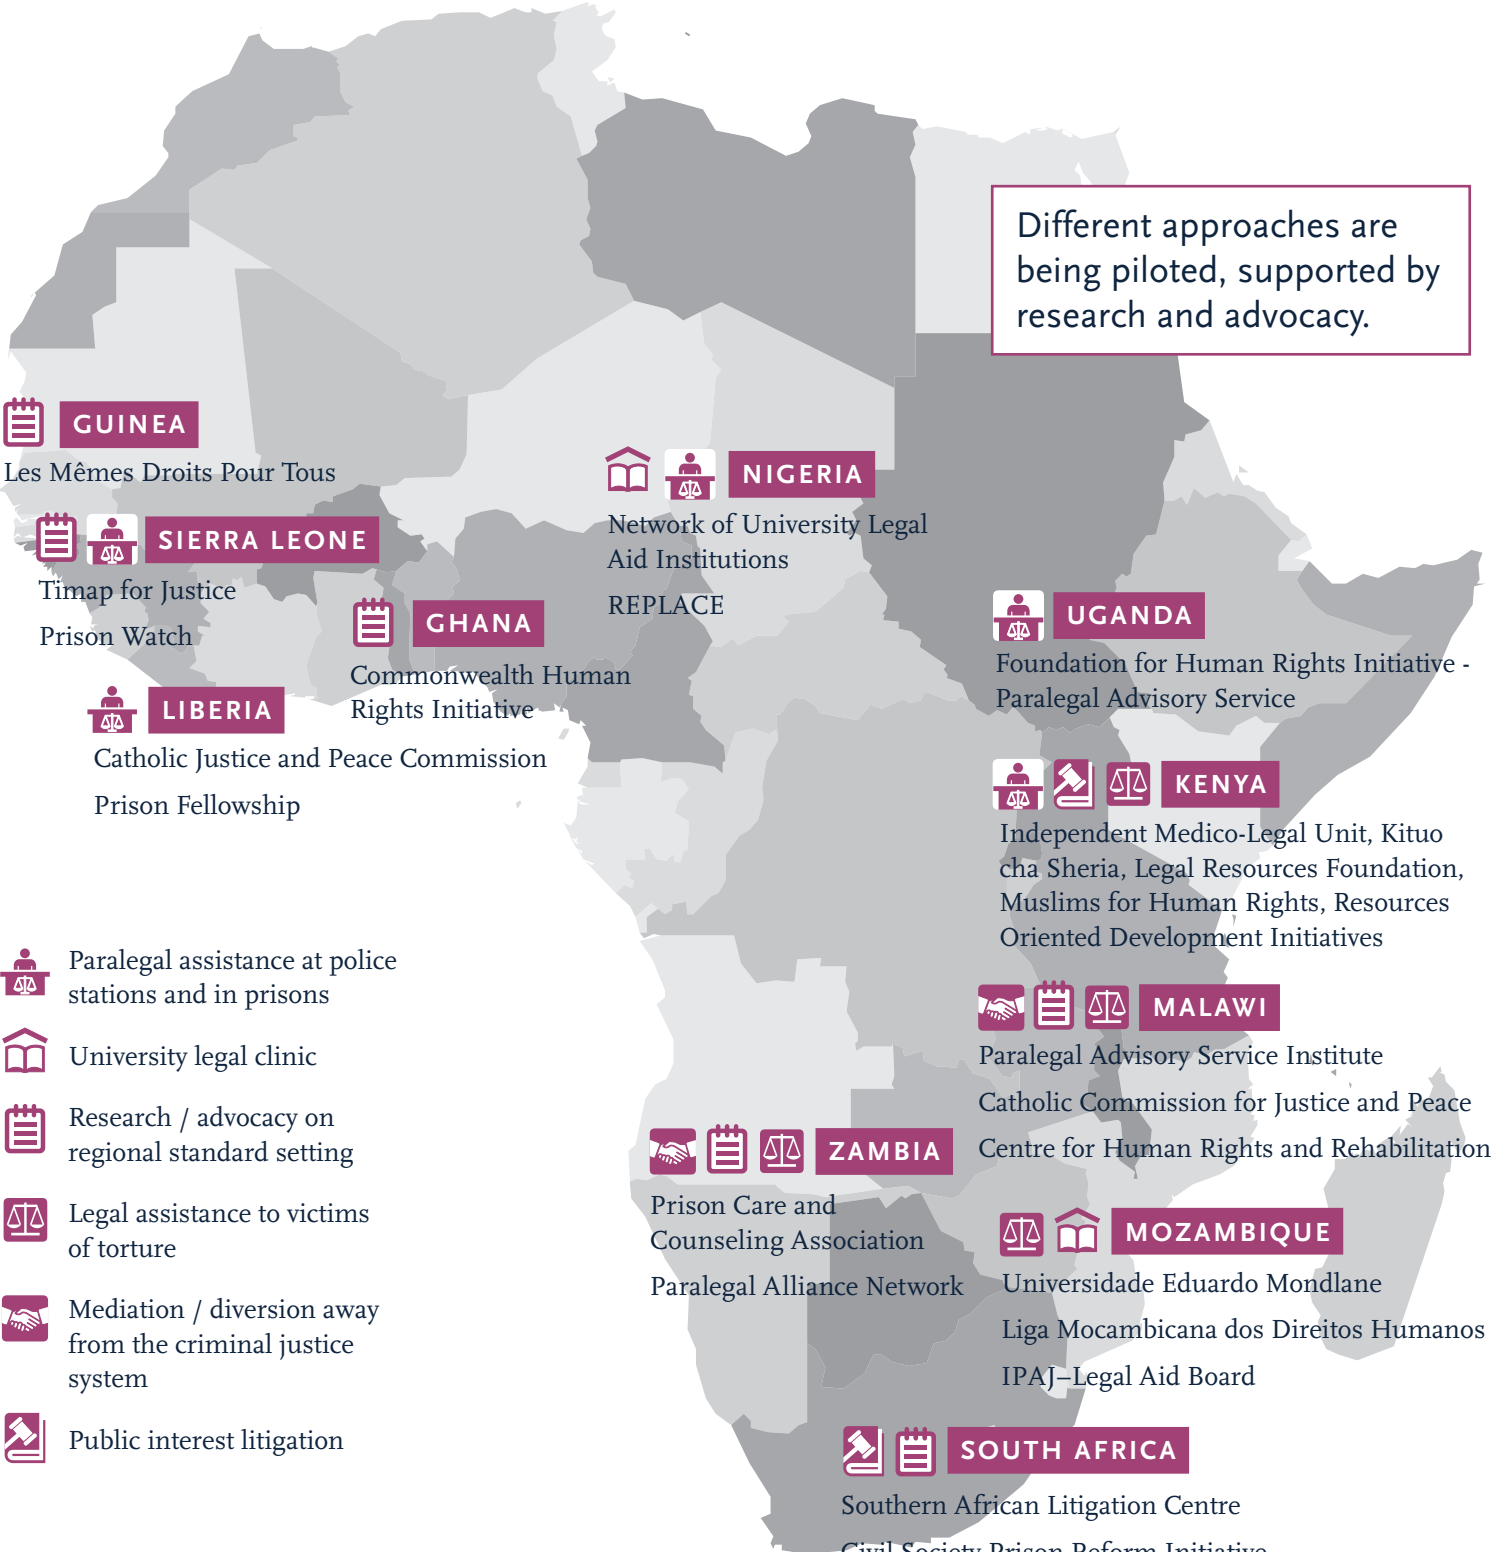 Different approaches are
being piloted, supported by
research and advocacy.
GUINEA
Les Mêmes Droits Pour Tous
SIERRA LEONE
Timap for Justice
Prison Watch
GHANA
Commonwealth Human
Rights Initiative
LIBERIA
Catholic Justice and Peace Commission
Prison Fellowship
NIGERIA
Network of University Legal
Aid Institutions
REPLACE
UGANDA
Foundation for Human Rights Initiative -
Paralegal Advisory Service
KENYA
Independent Medico-Legal Unit, Kituo
cha Sheria, Legal Resources Foundation,
Muslims for Human Rights, Resources
Oriented Development Initiatives
MALAWI
Paralegal Advisory Service Institute
Catholic Commission for Justice and Peace
Centre for Human Rights and Rehabilitation
ZAMBIA
Prison Care and
Counseling Association
Paralegal Alliance Network
MOZAMBIQUE
Universidade Eduardo Mondlane
Liga Mocambicana dos Direitos Humanos
IPAJ–Legal Aid Board
SOUTH AFRICA
Southern African Litigation Centre
Civil Society Prison Reform Initiative
Paralegal assistance at police
stations and in prisons
University legal clinic
Research / advocacy on
regional standard setting
Legal assistance to victims
of torture
Mediation / diversion away
from the criminal justice
system
Public interest litigation